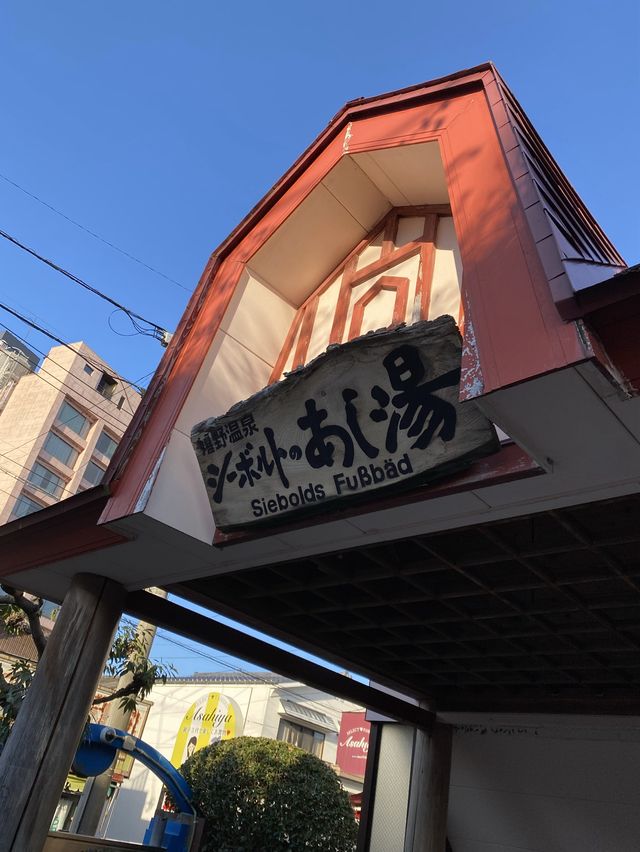 嬉野温泉
シーボルトのあし湯
Siebolds Fußbäd
Asahiya
Asahiya